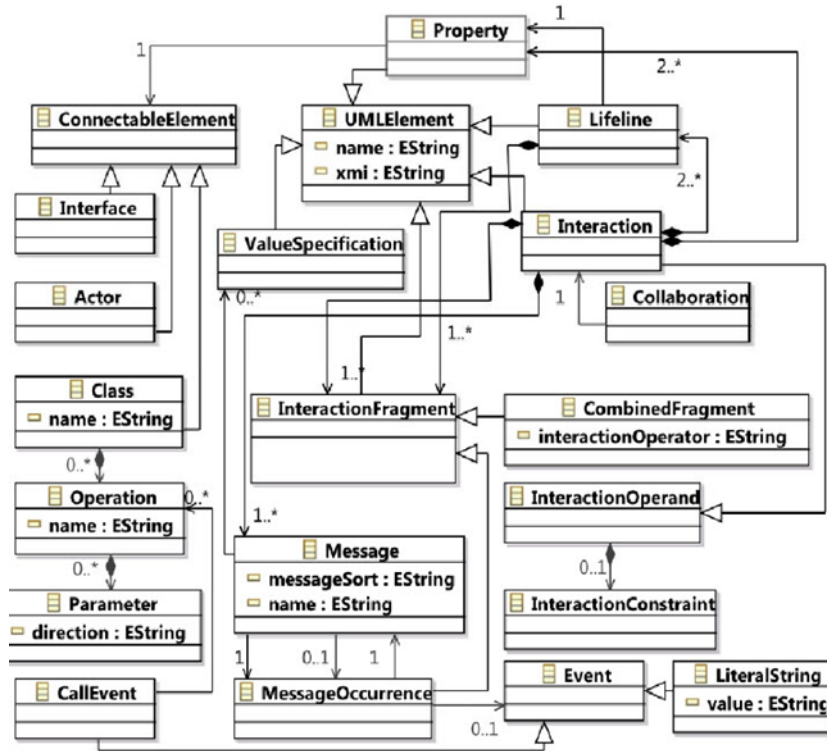 Property
1
1
2..*
ConnectableElement
UMLElement
name : EString
xmi : EString
Lifeline
2..*
Interface
ValueSpecification
Interaction
Actor
0..*
1
Collaboration
1..*
1..*
Class
name : EString
InteractionFragment
CombinedFragment
interactionOperator : EString
0..*
Operation
name : EString
0..*
InteractionOperand
1..*
0..*
Message
messageSort : EString
name : EString
0..1
Parameter
direction : EString
InteractionConstraint
1
0..1
1
CallEvent
MessageOccurrence
Event
LiteralString
value : EString
0..1